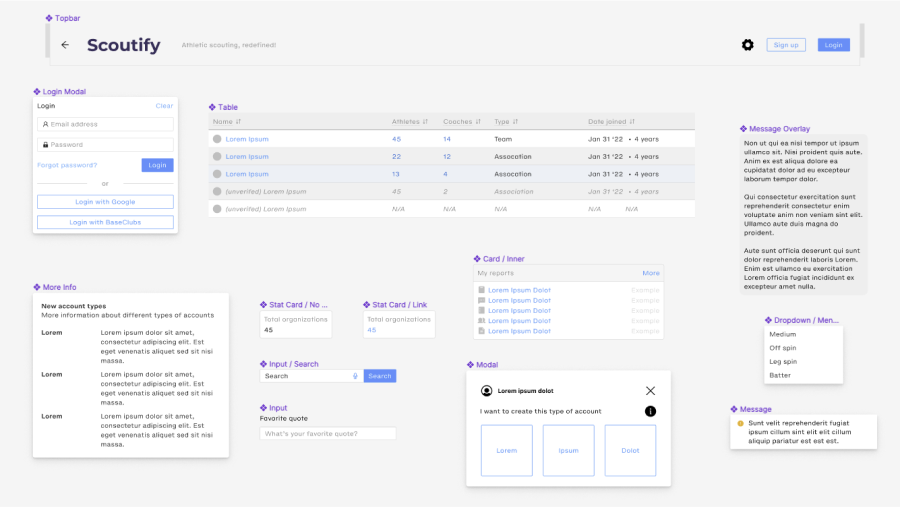 Topbar
Scoutify
Athletic scouting, redefined!
Sign up
Login
Login Modal
Login
Clear
Email address
Password
Forgot password?
Login
or
Login with Google
Login with BaseClubs
Table
Name Athletes Coaches Type Date joined
Lorem Ipsum 45 14 Team Jan 31 '22 • 4 years
Lorem Ipsum 22 12 Assocotion Jan 31 '22 • 4 years
Lorem Ipsum 13 4 Assocation Jan 31 '22 • 4 years
(unverifed) Lorem Ipsum 45 2 Association Jan 31 '22 • 4 years
(unverifed) Lorem Ipsum N/A N/A N/A N/A N/A
Message Overlay
Non ut qui ea nisi tempor ut ipsum
ullamco sit. Nisi proident quis aute.
Anim ex est aliqua dolore ea
cupidatat dolor ad eu excepteur
laborum tempor dolor.
Qui consectetur exercitation sunt
reprehenderit consectetur enim
voluptate anim non veniam sint elit.
Ullamco aute duis magna do
proident.
Aute sunt officia deserunt qui sunt
dolor reprehenderit laboris Lorem.
Enim est ullamco eu exercitation
Lorem officia fugiat incididunt ex
excepteur amet nulla.
More Info
New account types
More information about different types of accounts
Lorem
Lorem ipsum dolor sit amet,
consectetur adipiscing elit. Est
eget venenatis aliquet sed sit nisi
massa.
Lorem
Lorem ipsum dolor sit amet,
consectetur adipiscing elit. Est
eget venenatis aliquet sed sit nisi
massa.
Lorem
Lorem ipsum dolor sit amet,
consectetur adipiscing elit. Est
eget venenatis aliquet sed sit nisi
massa.
Stat Card / No ...
Total organizations
45
Stat Card / Link
Total organizations
45
Input / Search
Search
Search
Input
Favorite quote
What's your favorite quote?
Card / Inner
My reports
More
Lorem Ipsum Dolot Example
Lorem Ipsum Dolot Example
Lorem Ipsum Dolot Example
Lorem Ipsum Dolot Example
Lorem Ipsum Dolot Example
Modal
Lorem ipsum dolot
I want to create this type of account
Lorem
Ipsum
Dolot
Dropdown / Men...
Medium
Off spin
Leg spin
Batter
Message
Sunt velit reprehenderit fugiat
ipsum cillum sint elit elit cillum
aliquip pariatur est est est.